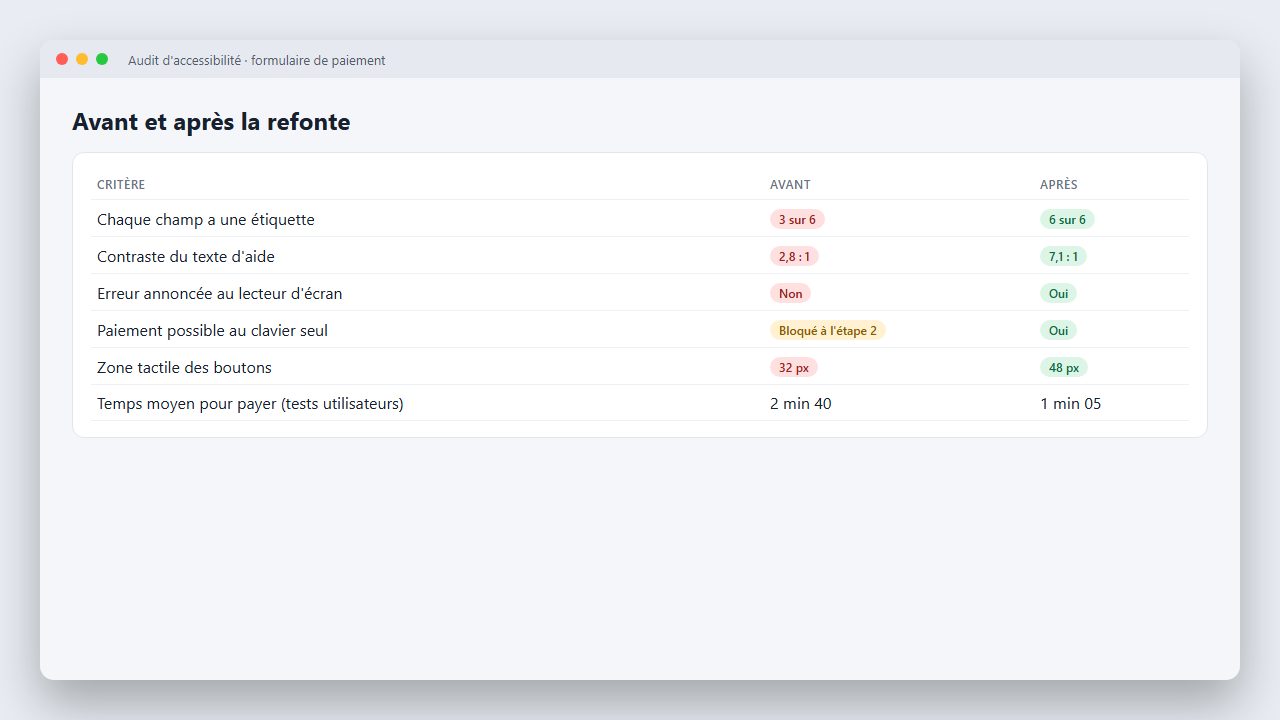 Audit d'accessibilité · formulaire de paiement
Avant et après la refonte
CRITÈRE AVANT APRÈS
Chaque champ a une étiquette 3 sur 6 6 sur 6
Contraste du texte d'aide 2,8 : 1 7,1 : 1
Erreur annoncée au lecteur d'écran Non Oui
Paiement possible au clavier seul Bloqué à l'étape 2 Oui
Zone tactile des boutons 32 px 48 px
Temps moyen pour payer (tests utilisateurs) 2 min 40 1 min 05